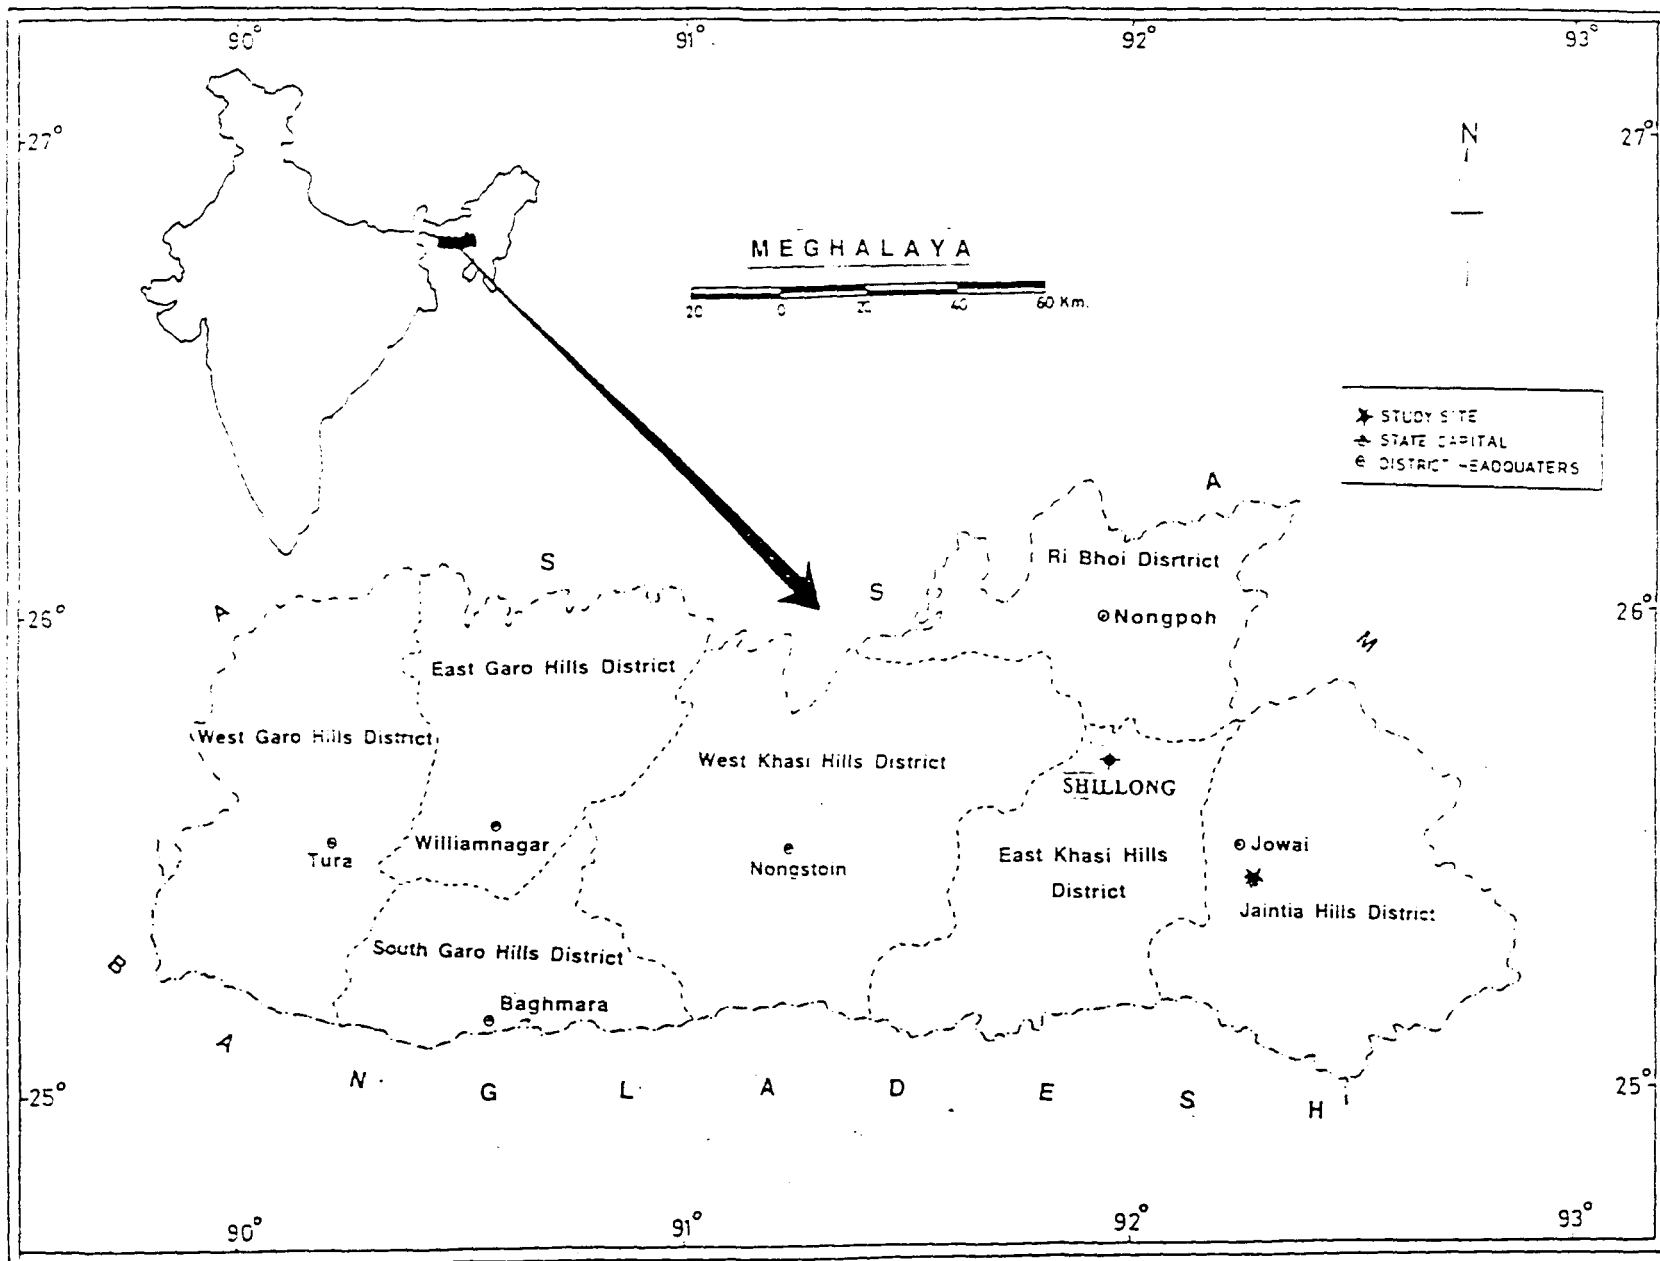 90° 91° 92° 93°
27° 27°
N
MEGHALAYA
20 0 20 40 60 Km.
STUDY SITE
STATE CAPITAL
DISTRICT HEADQUATERS
A S S A M
Ri Bhoi Disrtrict
Nongpoh
26° 26°
East Garo Hills District
West Garo Hills District
West Khasi Hills District
SHILLONG
Williamnagar
Tura
Nongstoin
Jowai
East Khasi Hills
District
Jaintia Hills District
South Garo Hills District
Baghmara
BANGLADESH
25° 25°
90° 91° 92° 93°